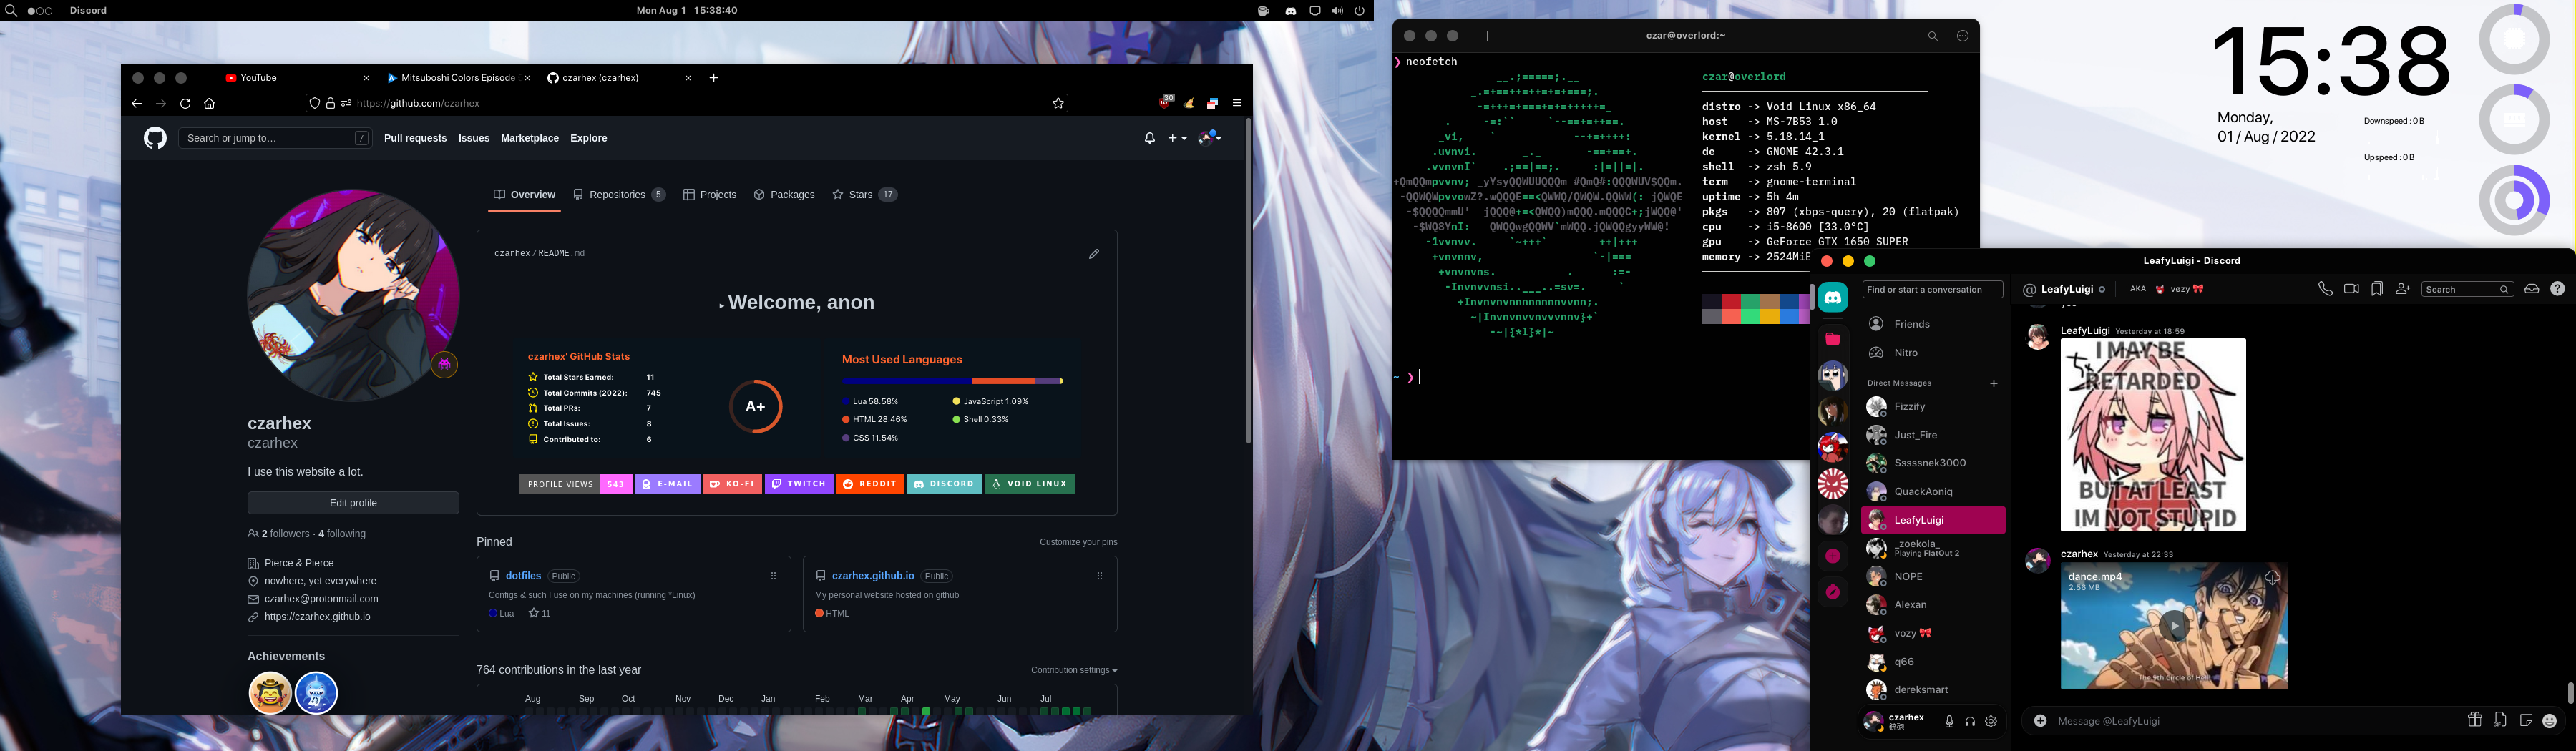 Discord
Mon Aug 1 15:38:40
YouTube
Mitsuboshi Colors Episode
czarhex (czarhex)
https://github.com/czarhex
30
Search or jump to…
/
Pull requests
Issues
Marketplace
Explore
Overview
Repositories 5
Projects
Packages
Stars 17
czarhex
czarhex
I use this website a lot.
Edit profile
2 followers · 4 following
Pierce & Pierce
nowhere, yet everywhere
czarhex@protonmail.com
https://czarhex.github.io
Achievements
czarhex/README.md
Welcome, anon
czarhex' GitHub Stats
Total Stars Earned: 11
Total Commits (2022): 745
Total PRs: 7
Total Issues: 8
Contributed to: 6
A+
Most Used Languages
Lua 58.58%
JavaScript 1.09%
HTML 28.46%
Shell 0.33%
CSS 11.54%
PROFILE VIEWS 543
E-MAIL
KO-FI
TWITCH
REDDIT
DISCORD
VOID LINUX
Pinned
Customize your pins
dotfiles Public
Configs & such I use on my machines (running *Linux)
Lua 11
czarhex.github.io Public
My personal website hosted on github
HTML
764 contributions in the last year
Contribution settings
Aug Sep Oct Nov Dec Jan Feb Mar Apr May Jun Jul
czar@overlord:~
❯ neofetch
czar@overlord
distro -> Void Linux x86_64
host -> MS-7B53 1.0
kernel -> 5.18.14_1
de -> GNOME 42.3.1
shell -> zsh 5.9
term -> gnome-terminal
uptime -> 5h 4m
pkgs -> 807 (xbps-query), 20 (flatpak)
cpu -> i5-8600 [33.0°C]
gpu -> GeForce GTX 1650 SUPER
memory -> 2524MiB
~ ❯
15:38
Monday,
01 / Aug / 2022
Downspeed : 0 B
Upspeed : 0 B
LeafyLuigi - Discord
Find or start a conversation
Friends
Nitro
Direct Messages
Fizzify
Just_Fire
Sssssnek3000
QuackAoniq
LeafyLuigi
_zoekola_
Playing FlatOut 2
NOPE
Alexan
vozy 🎀
q66
dereksmart
czarhex
@ LeafyLuigi
AKA
vøzy 🎀
Search
LeafyLuigi Yesterday at 18:59
I MAY BE
RETARDED
BUT AT LEAST
IM NOT STUPID
czarhex Yesterday at 22:33
dance.mp4
2.56 MB
The 9th Circle of Hell
Message @LeafyLuigi